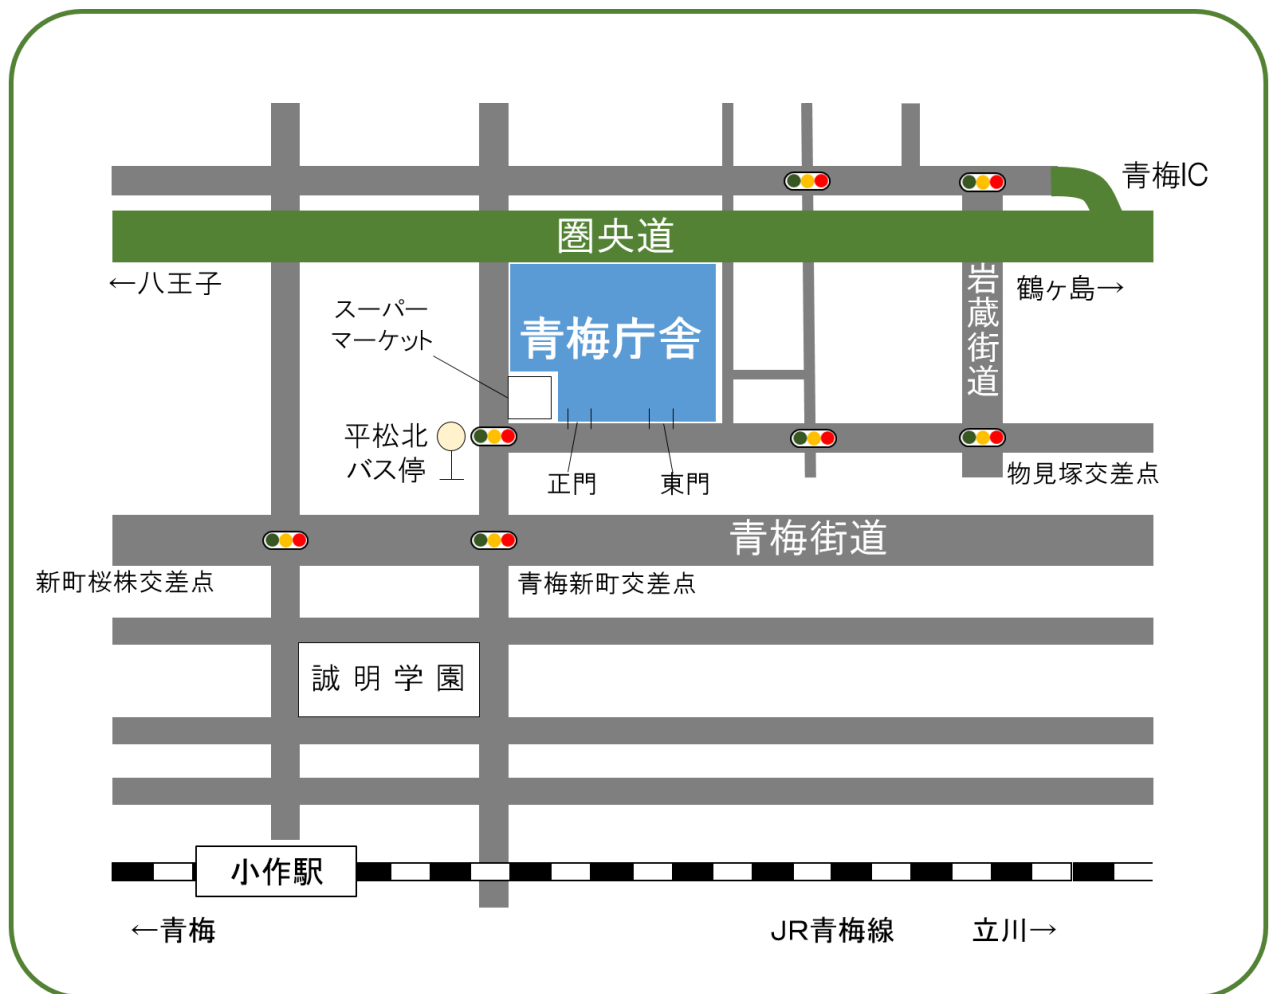 青梅IC
圏央道
←八王子
鶴ヶ島→
岩蔵街道
スーパー
マーケット
青梅庁舎
平松北
バス停
正門
東門
物見塚交差点
青梅街道
新町桜株交差点
青梅新町交差点
誠明学園
小作駅
←青梅
JR青梅線
立川→